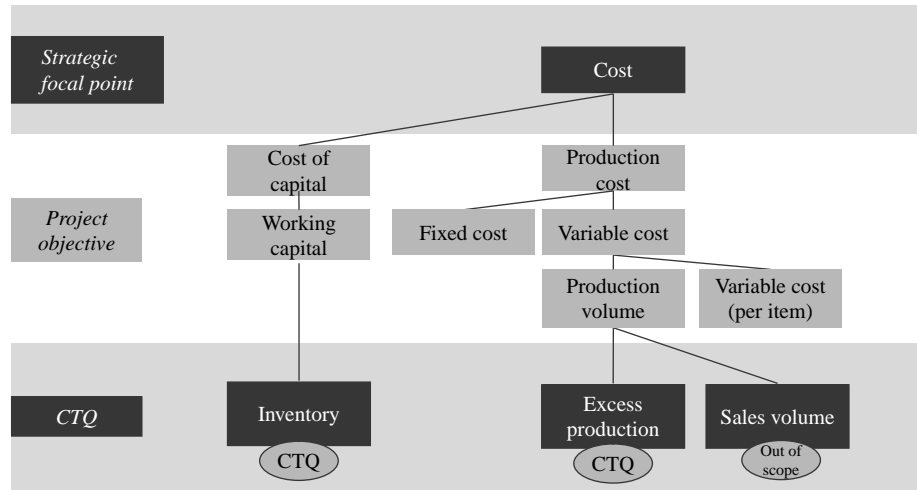 Strategic
focal point
Cost
Cost of
capital
Production
cost
Project
objective
Working
capital
Fixed cost
Variable cost
Production
volume
Variable cost
(per item)
CTQ
Inventory
CTQ
Excess
production
CTQ
Sales volume
Out of
scope